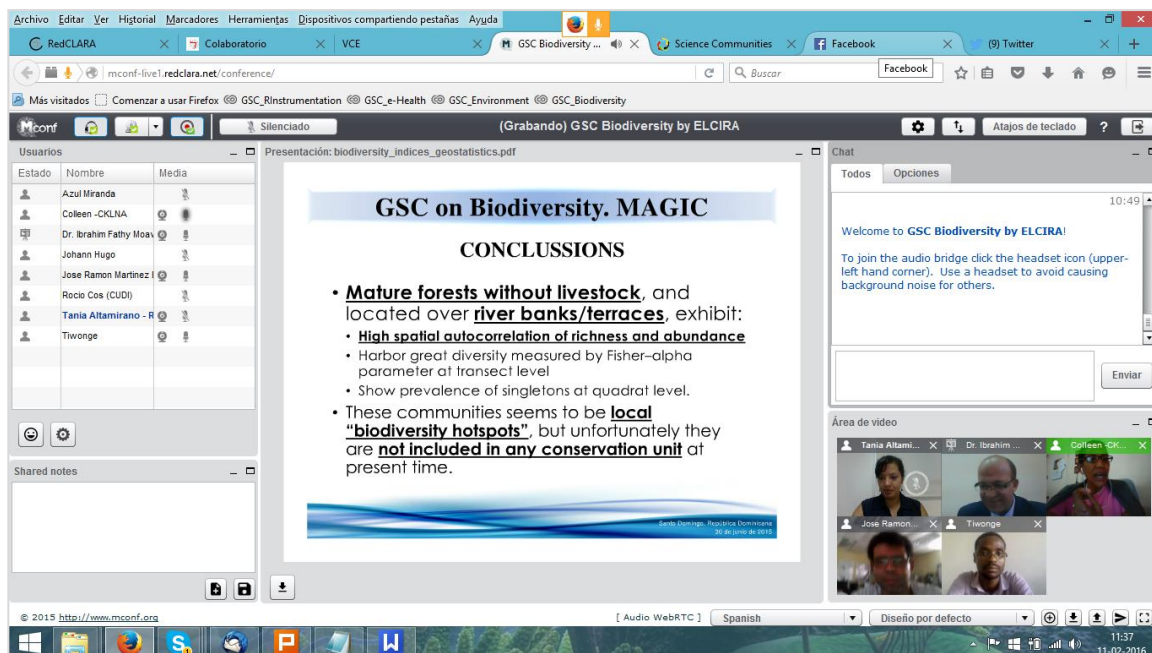 Archivo Editar Ver Historial Marcadores Herramientas Dispositivos compartiendo pestañas Ayuda
RedCLARA
Colaboratorio
VCE
GSC Biodiversity ...
Science Communities
Facebook
(9) Twitter
mconf-live1.redclara.net/conference/
Buscar
Facebook
Más visitados
Comenzar a usar Firefox
GSC_RInstrumentation
GSC_e-Health
GSC_Environment
GSC_Biodiversity
Mconf
Silenciado
(Grabando) GSC Biodiversity by ELCIRA
Atajos de teclado
?
Usuarios
Estado Nombre Media
Azul Miranda
Colleen -CKLNA
Dr. Ibrahim Fathy Moav
Johann Hugo
Jose Ramon Martinez
Rocio Cos (CUDI)
Tania Altamirano - R
Tiwonge
Shared notes
Presentación: biodiversity_indices_geostatistics.pdf
GSC on Biodiversity. MAGIC
CONCLUSSIONS
• Mature forests without livestock, and
located over river banks/terraces, exhibit:
• High spatial autocorrelation of richness and abundance
• Harbor great diversity measured by Fisher–alpha
parameter at transect level
• Show prevalence of singletons at quadrat level.
• These communities seems to be local
"biodiversity hotspots", but unfortunately they
are not included in any conservation unit at
present time.
Santo Domingo, República Dominicana
30 de junio de 2015
Chat
Todos Opciones
10:49
Welcome to GSC Biodiversity by ELCIRA!
To join the audio bridge click the headset icon (upper-
left hand corner). Use a headset to avoid causing
background noise for others.
Enviar
Área de video
Tania Altami...
Dr. Ibrahim ...
Colleen -CK...
Jose Ramon...
Tiwonge
© 2015 http://www.mconf.org
[ Audio WebRTC ]
Spanish
Diseño por defecto
11:37
11-02-2016